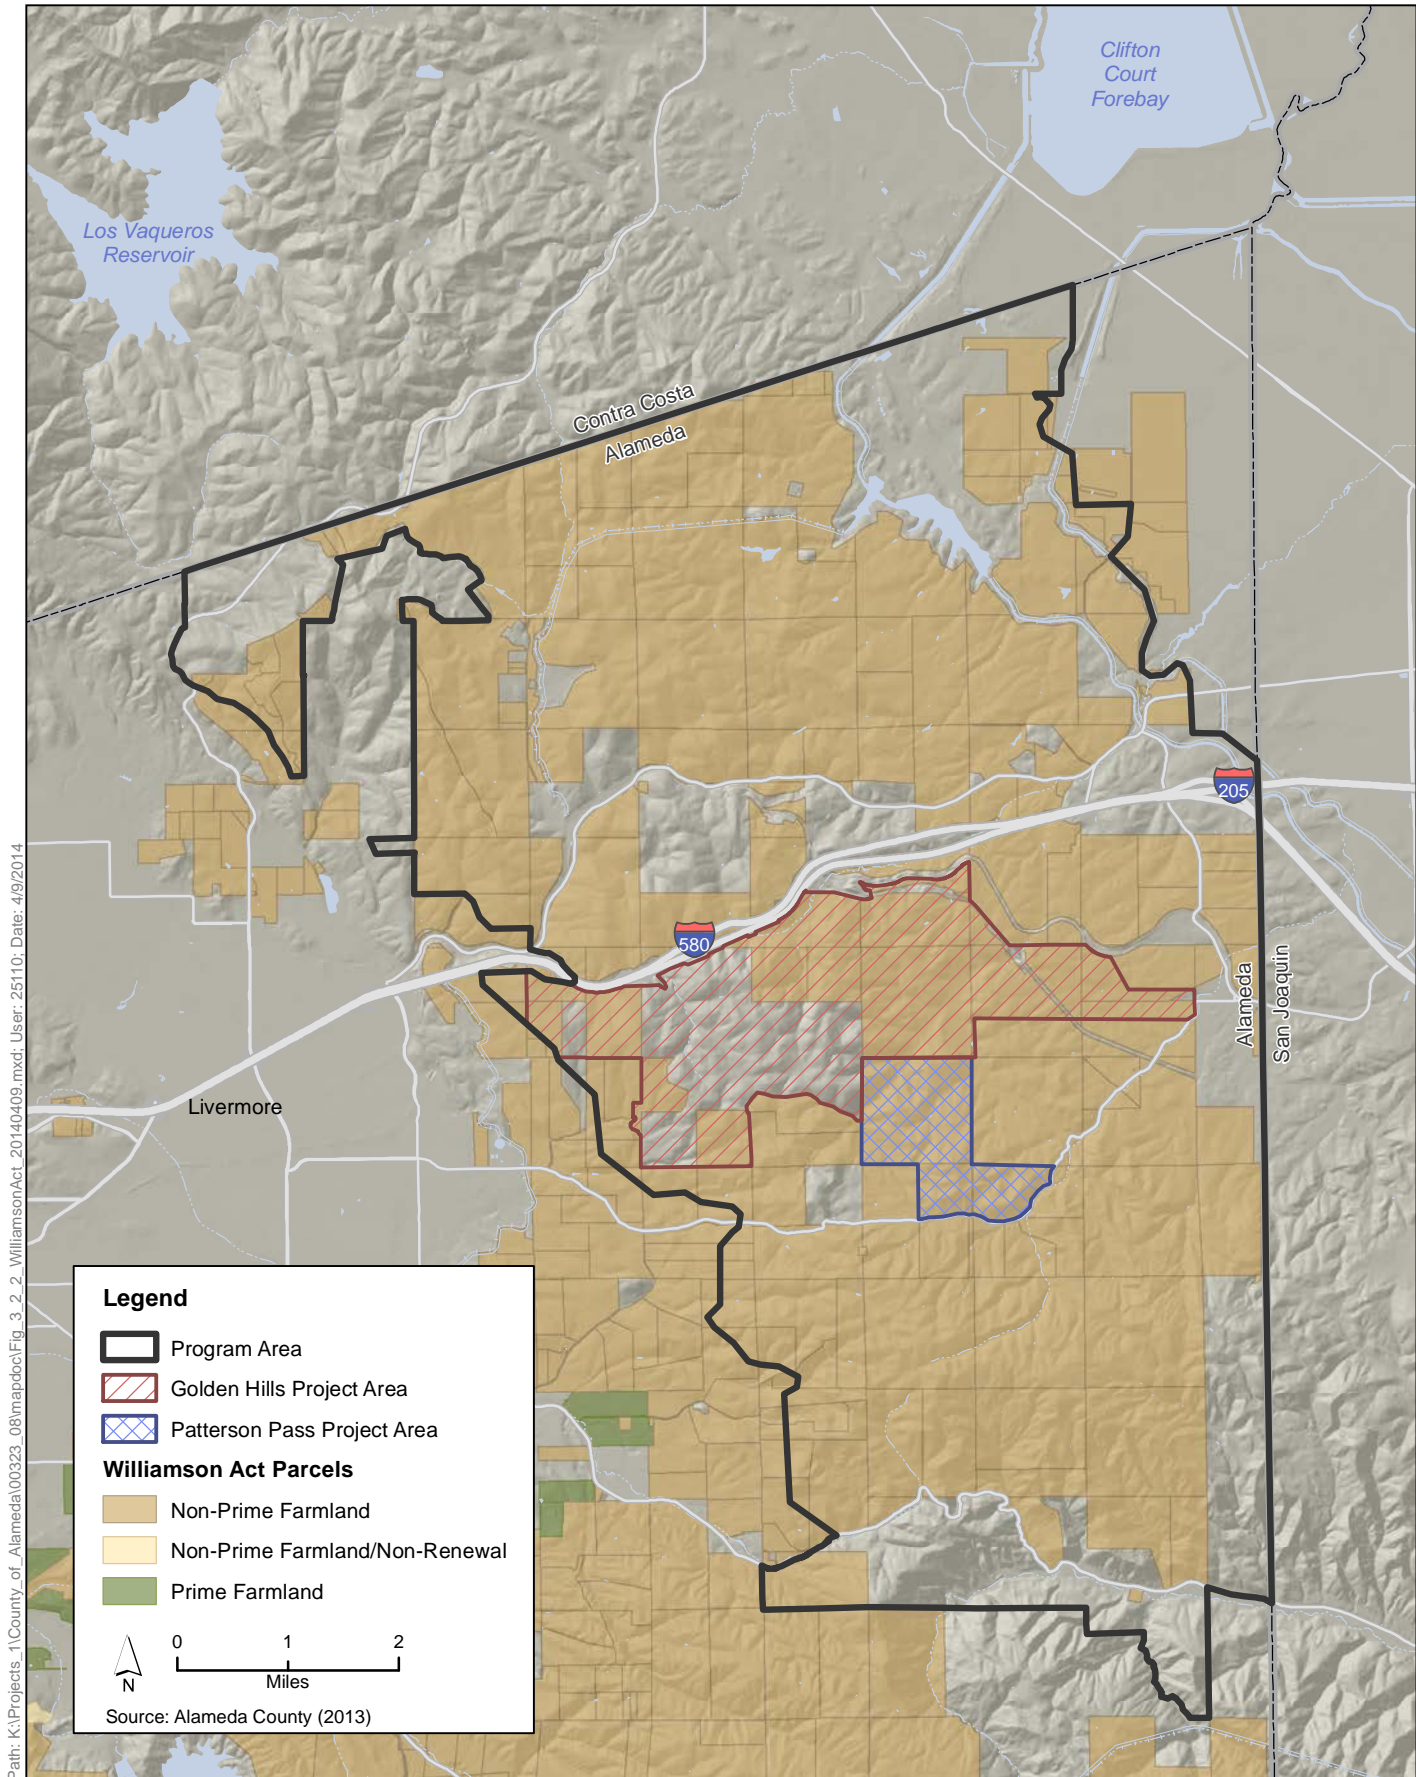 Clifton
Court
Forebay
Los Vaqueros
Reservoir
Contra Costa
Alameda
205
580
Alameda
San Joaquin
Livermore
Legend
Program Area
Golden Hills Project Area
Patterson Pass Project Area
Williamson Act Parcels
Non-Prime Farmland
Non-Prime Farmland/Non-Renewal
Prime Farmland
N
0 1 2
Miles
Source: Alameda County (2013)
Path: K:\Projects_1\County_of_Alameda\00323_08\mapdoc\Fig_3_2_2_WilliamsonAct_20140409.mxd; User: 25110; Date: 4/9/2014